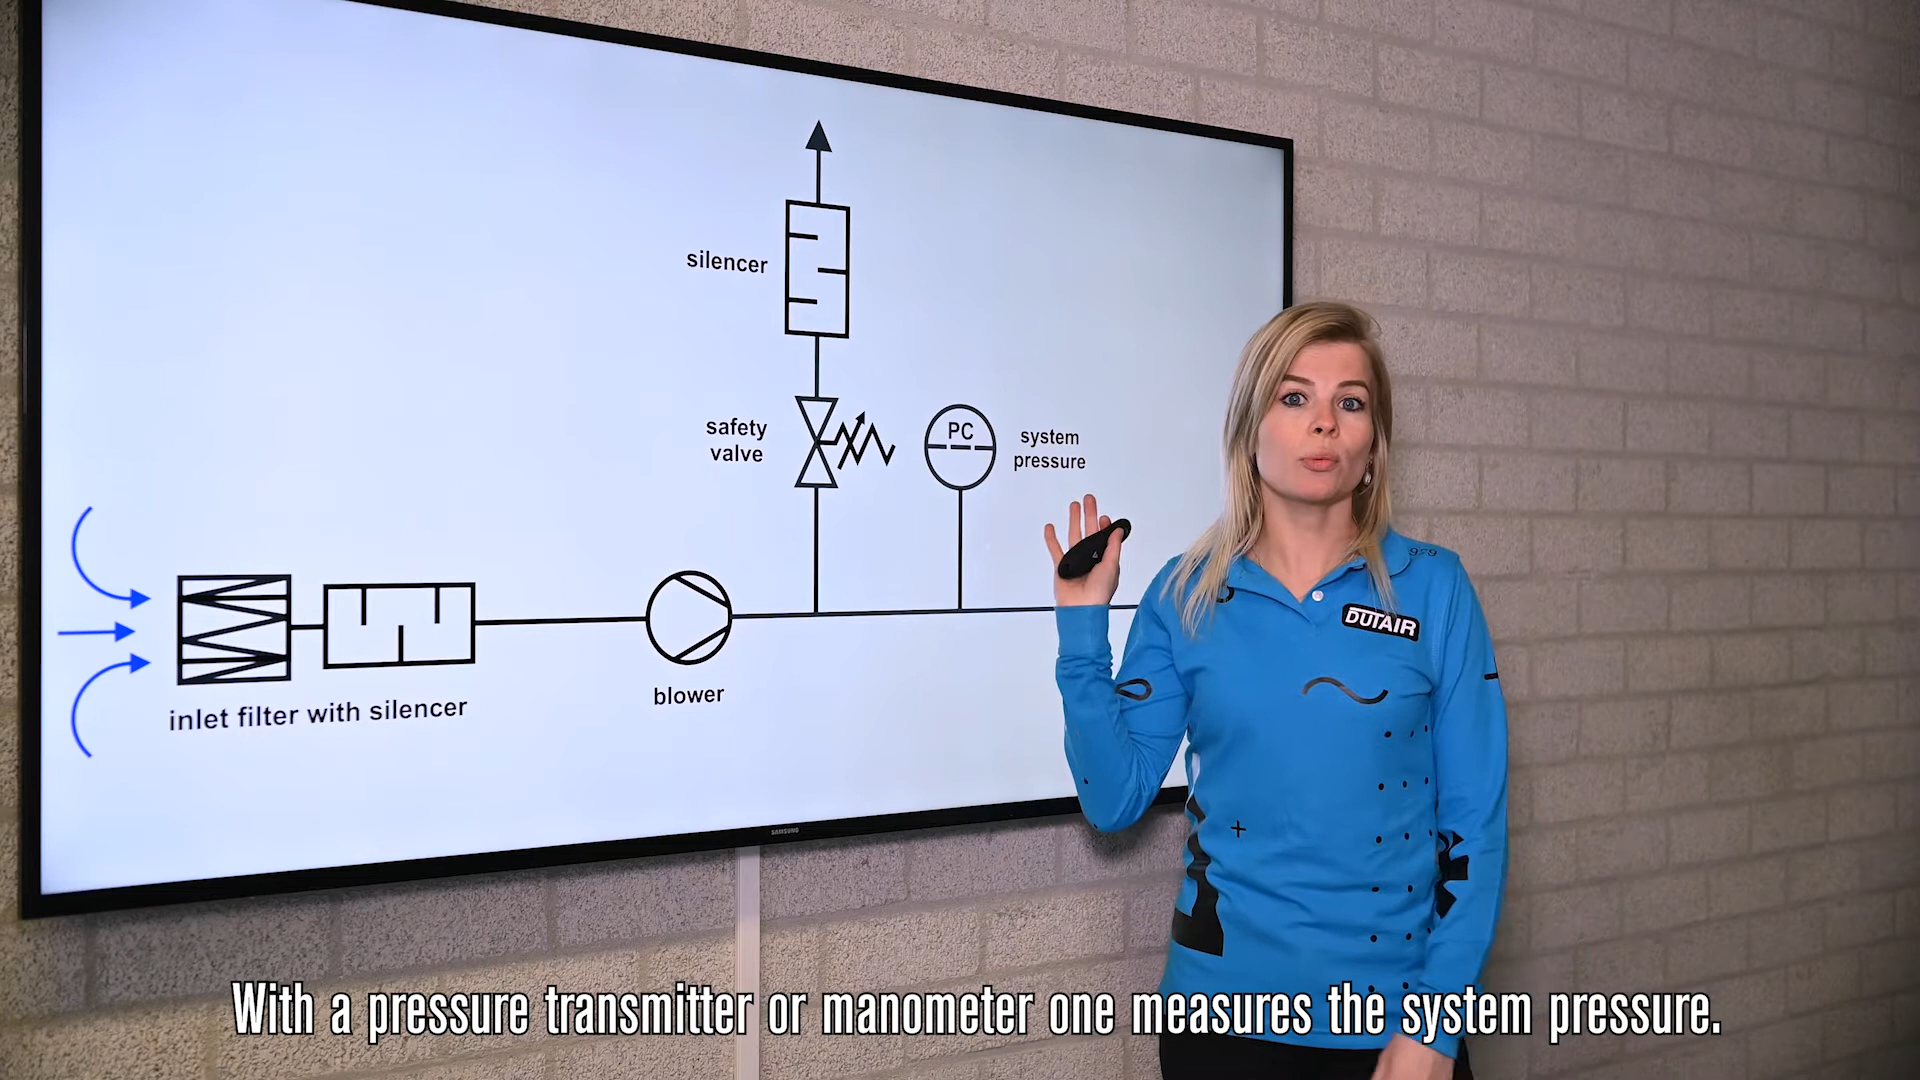 silencer
safety
valve
PC
system
pressure
inlet filter with silencer
blower
SAMSUNG
DUTAIR
With a pressure transmitter or manometer one measures the system pressure.